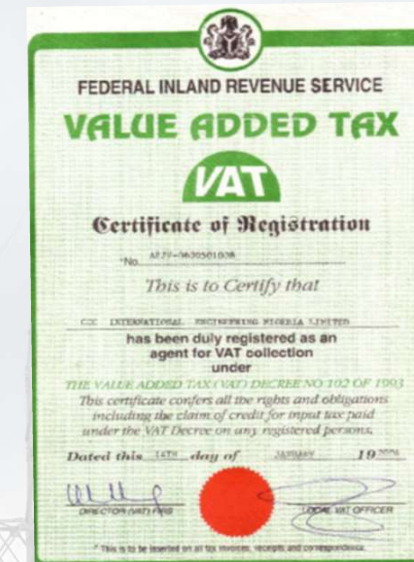 FEDERAL INLAND REVENUE SERVICE
VALUE ADDED TAX
VAT
Certificate of Registration
*No.
This is to Certify that
INTERNATIONAL ENGINEERING NIGERIA LIMITED
has been duly registered as an
agent for VAT collection
under
THE VALUE ADDED TAX (VAT) DECREE NO 102 OF 1993
This certificate confers all the rights and obligations
including the claim of credit for input tax paid
under the VAT Decree on any registered persons.
Dated this 14TH day of JANUARY 19
DIRECTOR (VAT) FIRS
LOCAL VAT OFFICER
* This is to be inserted on all tax invoices, receipts and correspondence.